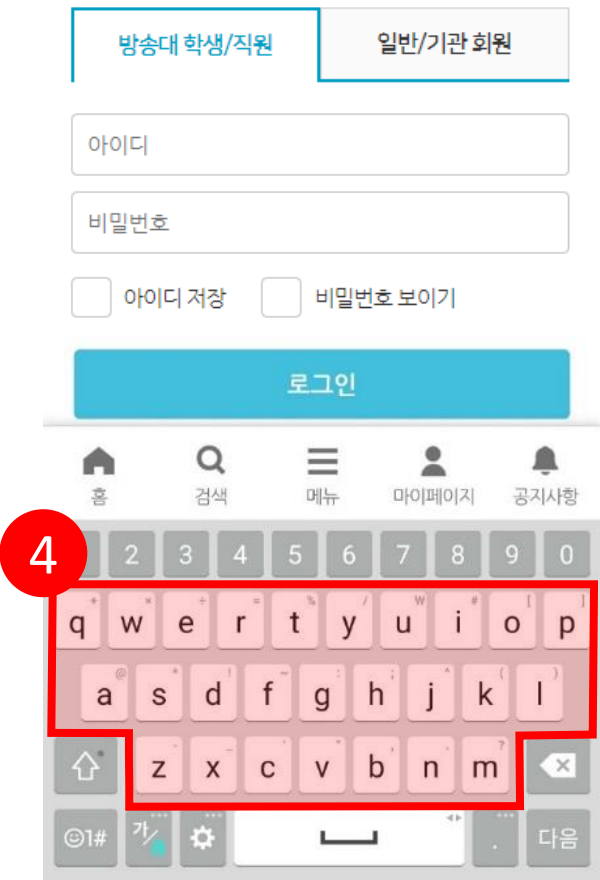 방송대 학생/직원 일반/기관 회원
아이디
비밀번호
아이디 저장 비밀번호 보이기
로그인
홈 검색 메뉴 마이페이지 공지사항
4 2 3 4 5 6 7 8 9 0
q w e r t y u i o p
a s d f g h j k l
z x c v b n m
☺1# 가/ . 다음